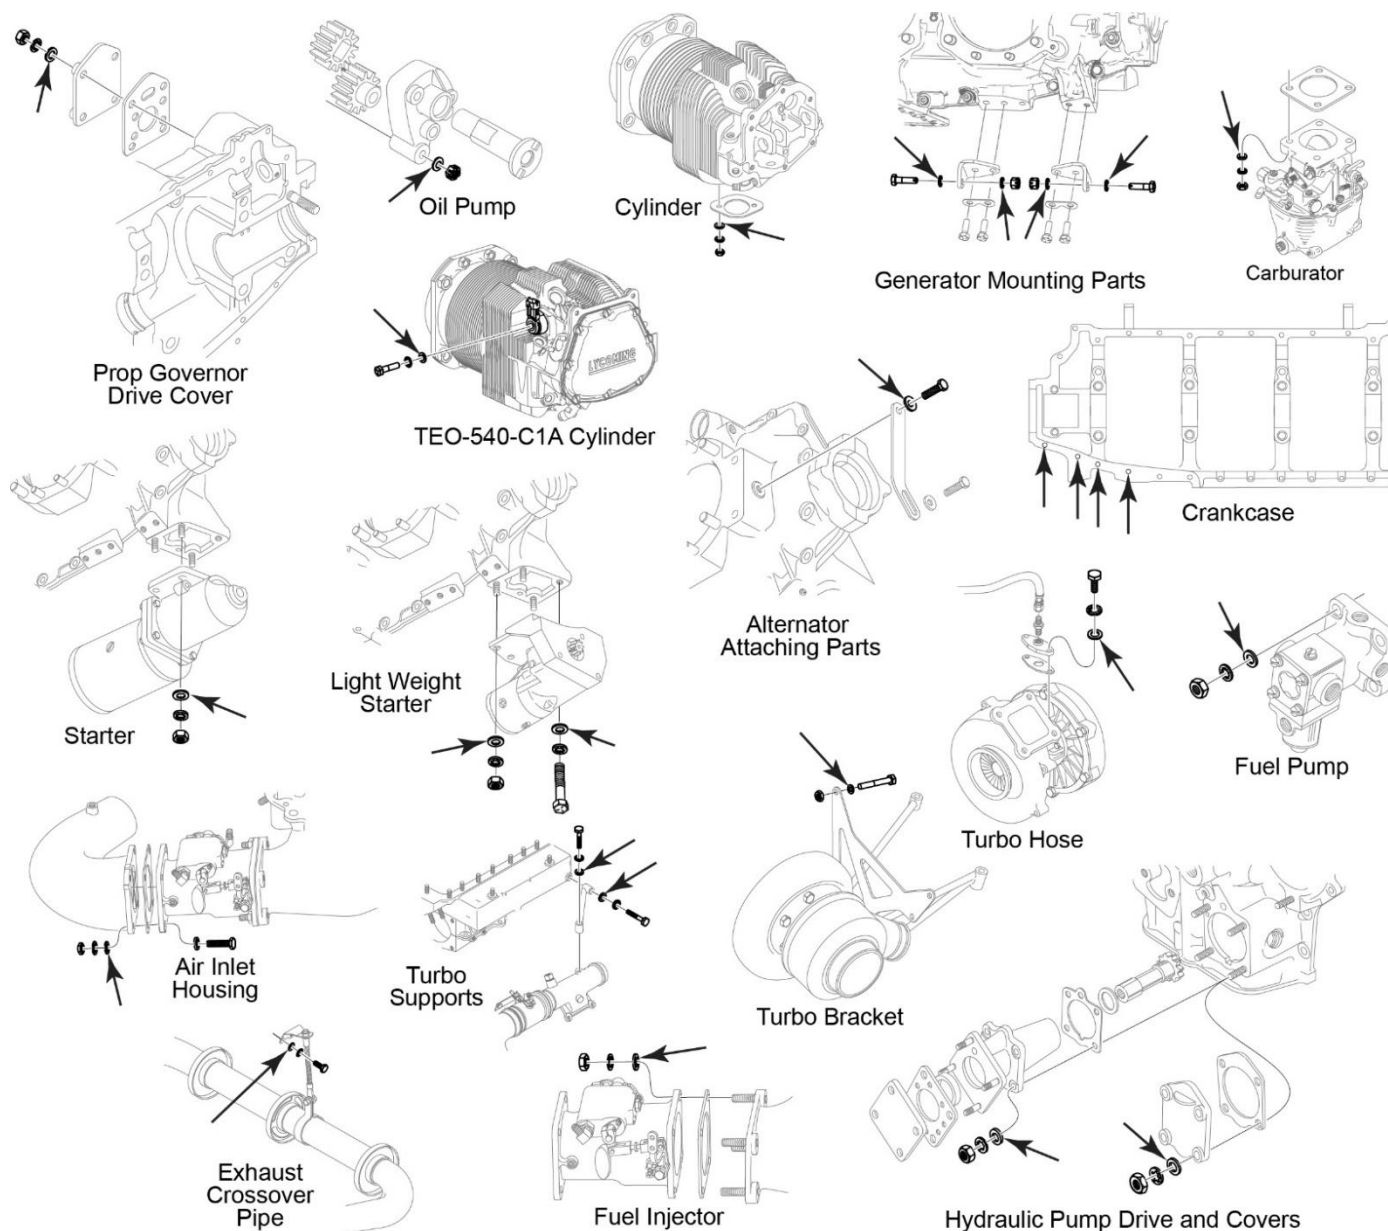 Oil Pump
Cylinder
Generator Mounting Parts
Carburator
Prop Governor
Drive Cover
LYCOMING
TEO-540-C1A Cylinder
Crankcase
Alternator
Attaching Parts
Light Weight
Starter
Starter
Fuel Pump
Turbo Hose
Air Inlet
Housing
Turbo
Supports
Turbo Bracket
Exhaust
Crossover
Pipe
Fuel Injector
Hydraulic Pump Drive and Covers